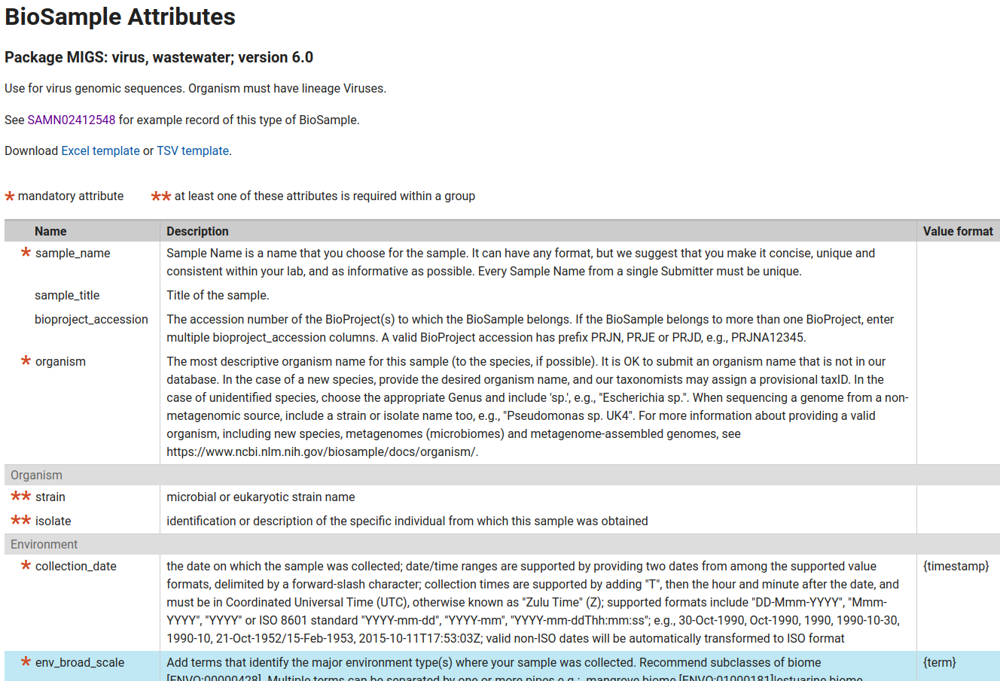 BioSample Attributes
Package MIGS: virus, wastewater; version 6.0
Use for virus genomic sequences. Organism must have lineage Viruses.
See SAMN02412548 for example record of this type of BioSample.
Download Excel template or TSV template.
* mandatory attribute ** at least one of these attributes is required within a group
Name Description Value format
* sample_name Sample Name is a name that you choose for the sample. It can have any format, but we suggest that you make it concise, unique and
consistent within your lab, and as informative as possible. Every Sample Name from a single Submitter must be unique.
sample_title Title of the sample.
bioproject_accession The accession number of the BioProject(s) to which the BioSample belongs. If the BioSample belongs to more than one BioProject, enter
multiple bioproject_accession columns. A valid BioProject accession has prefix PRJN, PRJE or PRJD, e.g., PRJNA12345.
* organism The most descriptive organism name for this sample (to the species, if possible). It is OK to submit an organism name that is not in our
database. In the case of a new species, provide the desired organism name, and our taxonomists may assign a provisional taxID. In the
case of unidentified species, choose the appropriate Genus and include 'sp.', e.g., "Escherichia sp.". When sequencing a genome from a non-
metagenomic source, include a strain or isolate name too, e.g., "Pseudomonas sp. UK4". For more information about providing a valid
organism, including new species, metagenomes (microbiomes) and metagenome-assembled genomes, see
https://www.ncbi.nlm.nih.gov/biosample/docs/organism/.
Organism
** strain microbial or eukaryotic strain name
** isolate identification or description of the specific individual from which this sample was obtained
Environment
* collection_date the date on which the sample was collected; date/time ranges are supported by providing two dates from among the supported value {timestamp}
formats, delimited by a forward-slash character; collection times are supported by adding "T", then the hour and minute after the date, and
must be in Coordinated Universal Time (UTC), otherwise known as "Zulu Time" (Z); supported formats include "DD-Mmm-YYYY", "Mmm-
YYYY", "YYYY" or ISO 8601 standard "YYYY-mm-dd", "YYYY-mm", "YYYY-mm-ddThh:mm:ss"; e.g., 30-Oct-1990, Oct-1990, 1990, 1990-10-30,
1990-10, 21-Oct-1952/15-Feb-1953, 2015-10-11T17:53:03Z; valid non-ISO dates will be automatically transformed to ISO format
* env_broad_scale Add terms that identify the major environment type(s) where your sample was collected. Recommend subclasses of biome {term}
[ENVO:00000428]. Multiple terms can be separated by one or more pipes e.g.: mangrove biome [ENVO:01000181]|estuarine biome